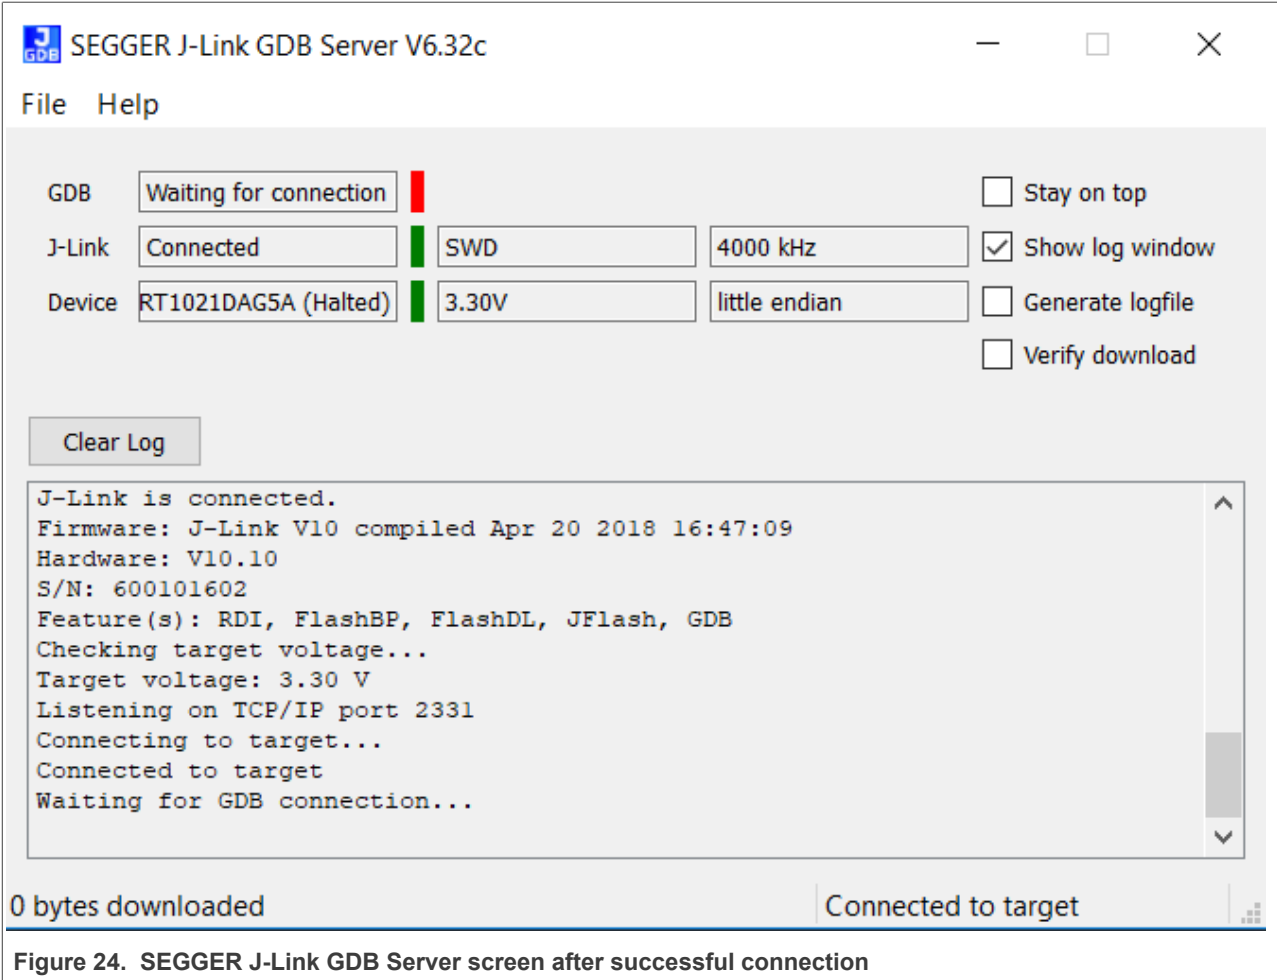 J
GDB
SEGGER J-Link GDB Server V6.32c
File Help
GDB Waiting for connection Stay on top
J-Link Connected SWD 4000 kHz Show log window
Device RT1021DAG5A (Halted) 3.30V little endian Generate logfile
Verify download
Clear Log
J-Link is connected.
Firmware: J-Link V10 compiled Apr 20 2018 16:47:09
Hardware: V10.10
S/N: 600101602
Feature(s): RDI, FlashBP, FlashDL, JFlash, GDB
Checking target voltage...
Target voltage: 3.30 V
Listening on TCP/IP port 2331
Connecting to target...
Connected to target
Waiting for GDB connection...
0 bytes downloaded Connected to target
Figure 24. SEGGER J-Link GDB Server screen after successful connection